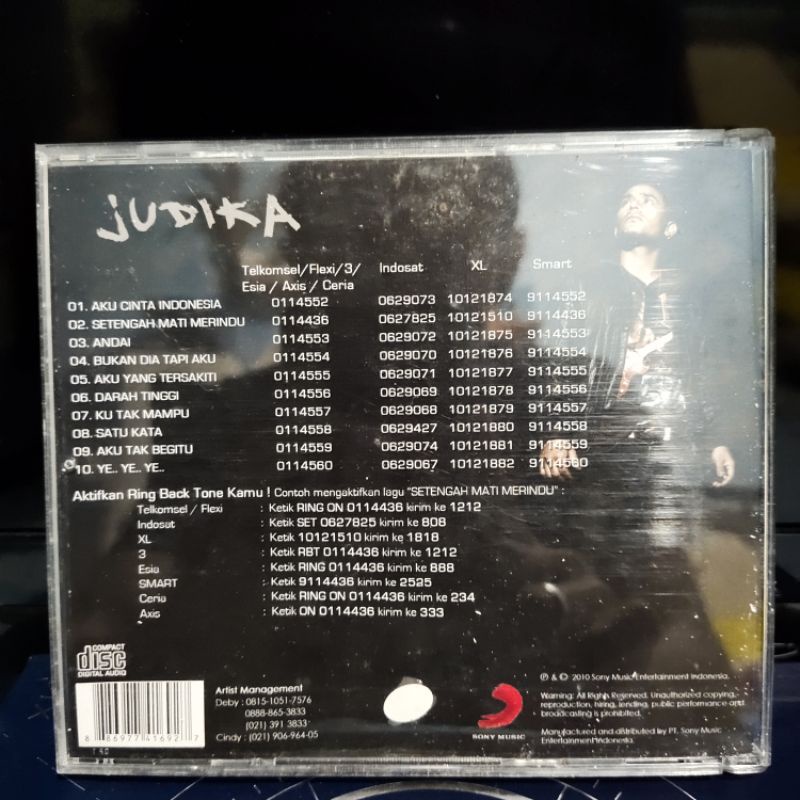 JUDIKA
Telkomsel/Flexi/3/ Indosat XL Smart
Esia / Axis / Ceria
01. AKU CINTA INDONESIA 0114552 0629073 10121874 9114552
02. SETENGAH MATI MERINDU 0114436 0627825 10121510 9114436
03. ANDAI 0114553 0629072 10121875 9114553
04. BUKAN DIA TAPI AKU 0114554 0629070 10121876 9114554
05. AKU YANG TERSAKITI 0114555 0629071 10121877 9114555
06. DARAH TINGGI 0114556 0629069 10121878 9114556
07. KU TAK MAMPU 0114557 0629068 10121879 9114557
08. SATU KATA 0114558 0629427 10121880 9114558
09. AKU TAK BEGITU 0114559 0629074 10121881 9114559
10. YE.. YE.. YE.. 0114560 0629067 10121882 9114560
Aktifkan Ring Back Tone Kamu ! Contoh mengaktifkan lagu "SETENGAH MATI MERINDU" :
Telkomsel / Flexi : Ketik RING ON 0114436 kirim ke 1212
Indosat : Ketik SET 0627825 kirim ke 808
XL : Ketik 10121510 kirim ke 1818
3 : Ketik RBT 0114436 kirim ke 1212
Esia : Ketik RING 0114436 kirim ke 888
SMART : Ketik 9114436 kirim ke 2525
Ceria : Ketik RING ON 0114436 kirim ke 234
Axis : Ketik ON 0114436 kirim ke 333
COMPACT
disc
DIGITAL AUDIO
8 86977 41692 7
Artist Management
Deby : 0815-1051-7576
0888-865-3833
(021) 391 3833
Cindy : (021) 906-964-05
SONY MUSIC
℗ & © 2010 Sony Music Entertainment Indonesia.
Warning: All Rights Reserved. Unauthorized copying,
reproduction, hiring, lending, public performance and
broadcasting is prohibited.
Manufactured and distributed by PT. Sony Music
Entertainment Indonesia.